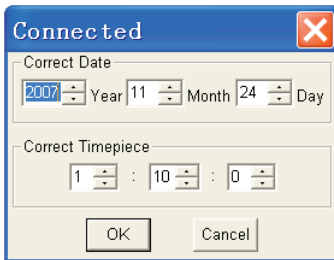 Connected
Correct Date
2007 Year 11 Month 24 Day
Correct Timepiece
1 : 10 : 0
OK Cancel